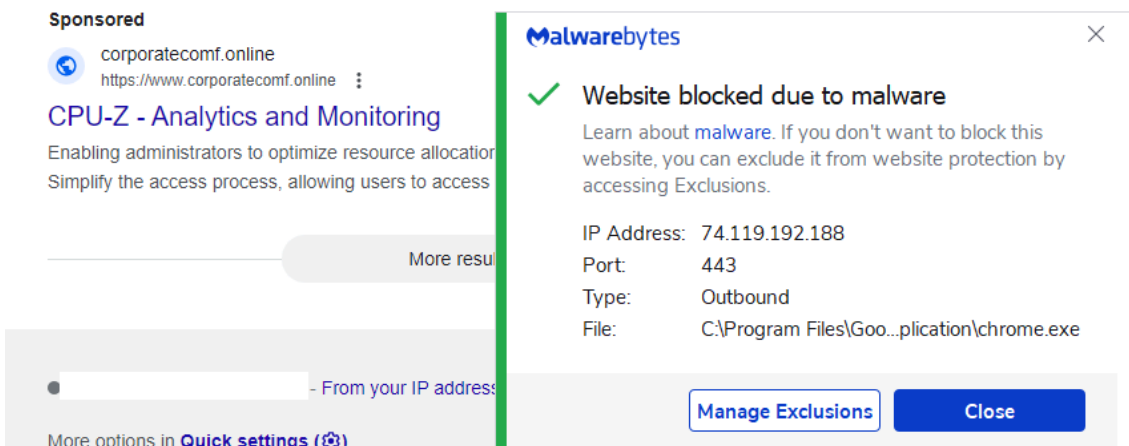 Sponsored
corporatecomf.online
https://www.corporatecomf.online
CPU-Z - Analytics and Monitoring
Enabling administrators to optimize resource allocation
Simplify the access process, allowing users to access
More resul
- From your IP address
More options in Quick settings
Malwarebytes
Website blocked due to malware
Learn about malware. If you don't want to block this
website, you can exclude it from website protection by
accessing Exclusions.
IP Address: 74.119.192.188
Port: 443
Type: Outbound
File: C:\Program Files\Goo...plication\chrome.exe
Manage Exclusions
Close